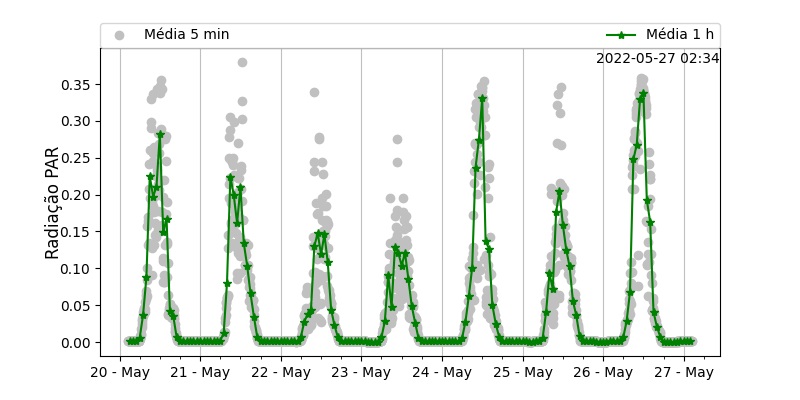 Média 5 min
Média 1 h
2022-05-27 02:34
Radiação PAR
0.35
0.30
0.25
0.20
0.15
0.10
0.05
0.00
20 - May 21 - May 22 - May 23 - May 24 - May 25 - May 26 - May 27 - May